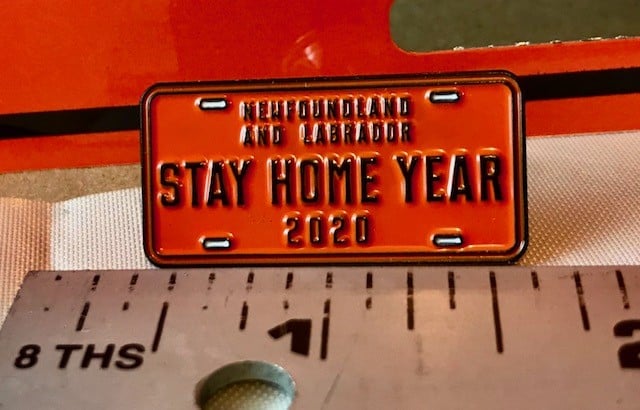 NEWFOUNDLAND
AND LABRADOR
STAY HOME YEAR
2020
8 THS
1
2